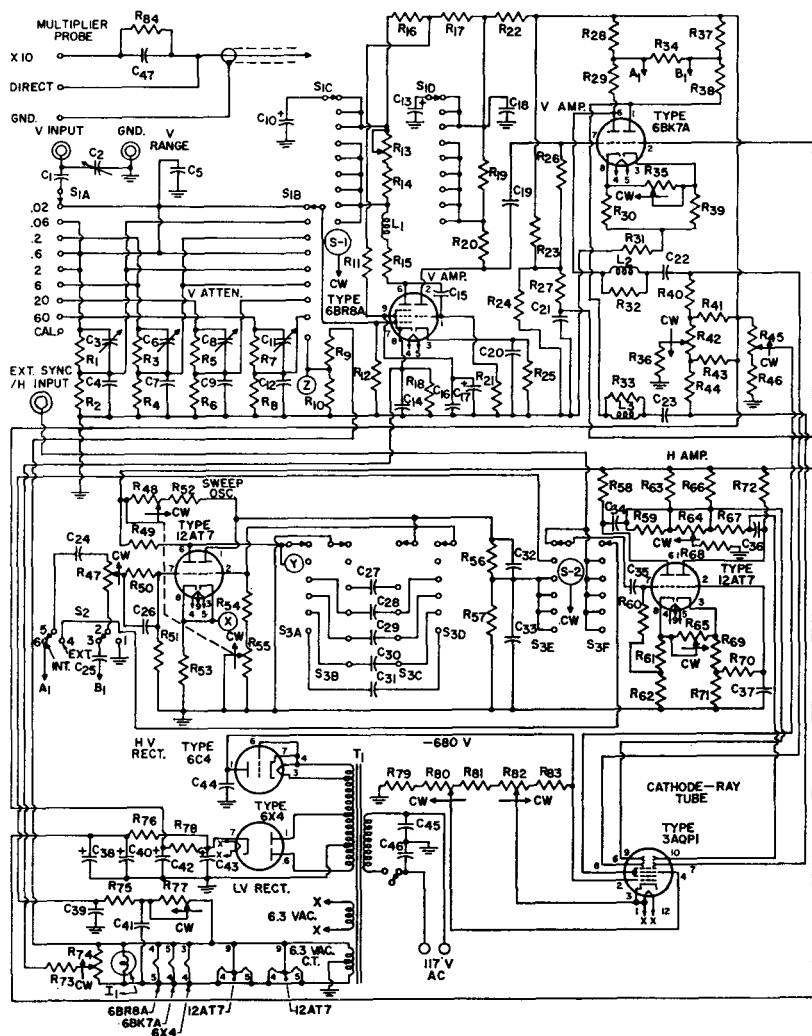 MULTIPLIER PROBE
R84
C47
X10
DIRECT
GND.
V INPUT
GND.
V RANGE
C1
C2
C5
S1A
S1B
S1C
S1D
.02
.06
.2
.6
2
6
20
60
CAL.
V ATTEN.
S-1
CW
C10
C13
C18
R16
R17
R22
R13
R14
R19
L1
R15
R20
C19
R11
V AMP.
TYPE 6BR8A
C15
R23
R24
R26
R27
C21
C20
R25
R12
R18
C14
C16
C17
R21
R9
R10
Z
C3
R1
C4
R2
C6
R3
C7
R4
C8
R5
C9
R6
C11
R7
C12
R8
R28
R29
R34
R37
R38
A1
B1
V AMP.
TYPE 6BK7A
R35
CW
R30
R39
R31
L2
C22
R32
R40
R41
CW
R42
R36
R43
R44
R45
CW
R46
R33
L3
C23
EXT. SYNC /H INPUT
R48
R52
CW
SWEEP OSC.
TYPE 12AT7
R49
C24
R47
CW
R50
C26
R51
R53
R54
X
CW
R55
S2
6
5
4
3
2
1
INT.
EXT.
C25
A1
B1
Y
S3A
S3B
S3C
S3D
S3E
S3F
C27
C28
C29
C30
C31
R56
R57
C32
C33
S-2
CW
H AMP.
R58
R63
R66
R72
C34
R59
R64
R67
C36
CW
R68
TYPE 12AT7
C35
R60
R65
CW
R61
R62
R69
R70
R71
C37
H V RECT.
TYPE 6C4
C44
T1
-680 V
R79
R80
R81
R82
R83
CW
CW
CATHODE-RAY TUBE
TYPE 3AQP1
TYPE 6X4
LV RECT.
R76
R78
C38
C40
C42
C43
C45
C46
R75
R77
C39
C41
CW
6.3 VAC.
X
X
6.3 VAC. C.T.
117 V AC
R74
R73
CW
I1
6BR8A
6BK7A
6X4
12AT7
12AT7